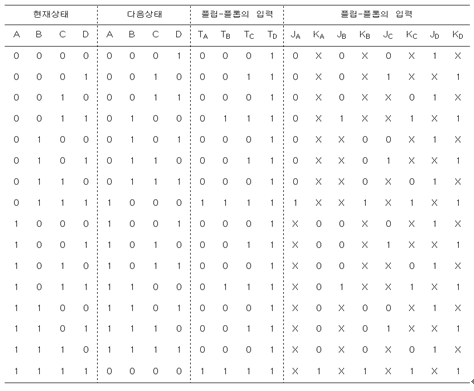 현재상태 다음상태 플립-플롭의 입력 플립-플롭의 입력
A B C D A B C D T_A T_B T_C T_D J_A K_A J_B K_B J_C K_C J_D K_D
0 0 0 0 0 0 0 1 0 0 0 1 0 X 0 X 0 X 1 X
0 0 0 1 0 0 1 0 0 0 1 1 0 X 0 X 1 X X 1
0 0 1 0 0 0 1 1 0 0 0 1 0 X 0 X X 0 1 X
0 0 1 1 0 1 0 0 0 1 1 1 0 X 1 X X 1 X 1
0 1 0 0 0 1 0 1 0 0 0 1 0 X X 0 0 X 1 X
0 1 0 1 0 1 1 0 0 0 1 1 0 X X 0 1 X X 1
0 1 1 0 0 1 1 1 0 0 0 1 0 X X 0 X 0 1 X
0 1 1 1 1 0 0 0 1 1 1 1 1 X X 1 X 1 X 1
1 0 0 0 1 0 0 1 0 0 0 1 X 0 0 X 0 X 1 X
1 0 0 1 1 0 1 0 0 0 1 1 X 0 0 X 1 X X 1
1 0 1 0 1 0 1 1 0 0 0 1 X 0 0 X X 0 1 X
1 0 1 1 1 1 0 0 0 1 1 1 X 0 1 X X 1 X 1
1 1 0 0 1 1 0 1 0 0 0 1 X 0 X 0 0 X 1 X
1 1 0 1 1 1 1 0 0 0 1 1 X 0 X 0 1 X X 1
1 1 1 0 1 1 1 1 0 0 0 1 X 0 X 0 X 0 1 X
1 1 1 1 0 0 0 0 1 1 1 1 X 1 X 1 X 1 X 1